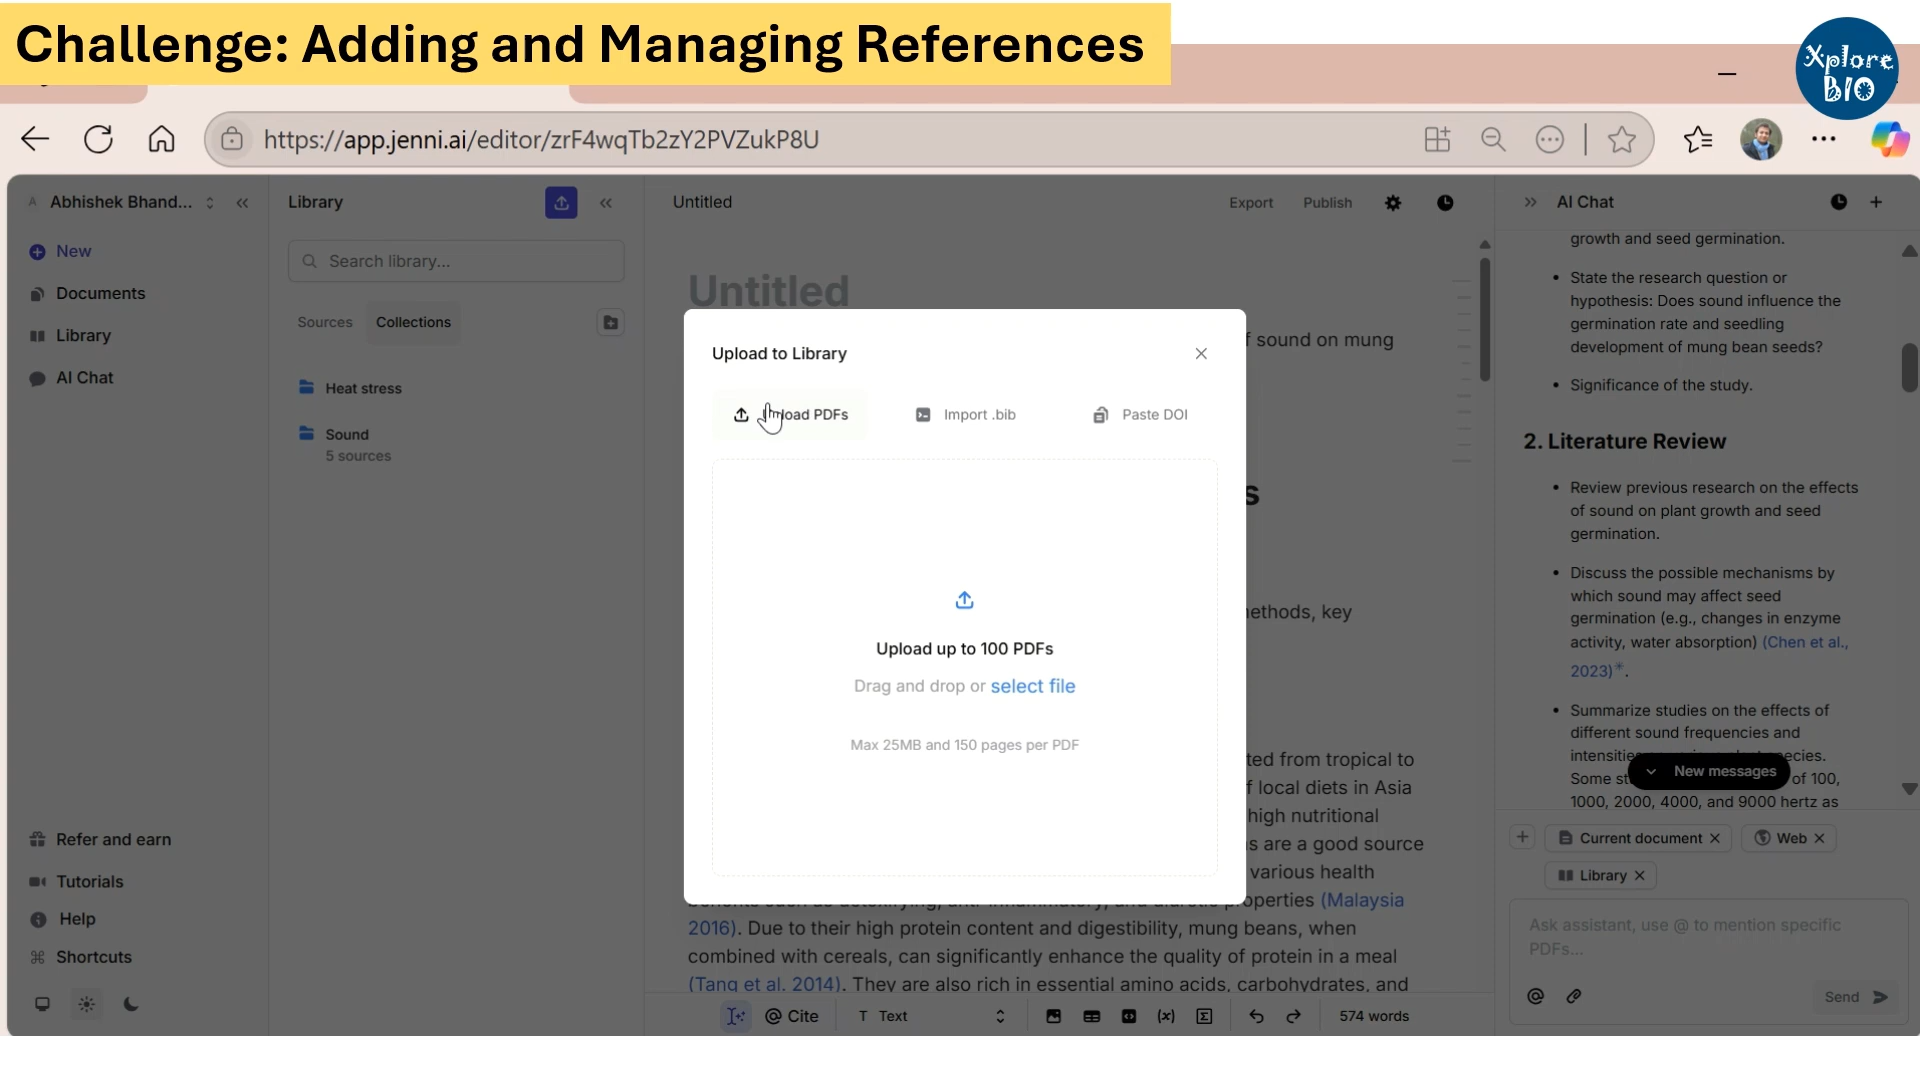 Challenge: Adding and Managing References
Xplore
BIO
https://app.jenni.ai/editor/zrF4wqTb2zY2PVZukP8U
A Abhishek Bhand...
New
Documents
Library
AI Chat
Refer and earn
Tutorials
Help
Shortcuts
Library
Search library...
Sources Collections
Heat stress
Sound
5 sources
Untitled
Export Publish
Untitled
f sound on mung
s
methods, key
ted from tropical to
f local diets in Asia
high nutritional
s are a good source
various health
properties (Malaysia
2016). Due to their high protein content and digestibility, mung beans, when
combined with cereals, can significantly enhance the quality of protein in a meal
(Tang et al. 2014). They are also rich in essential amino acids, carbohydrates, and
@ Cite T Text 574 words
Upload to Library
Upload PDFs Import .bib Paste DOI
Upload up to 100 PDFs
Drag and drop or select file
Max 25MB and 150 pages per PDF
AI Chat
growth and seed germination.
• State the research question or
hypothesis: Does sound influence the
germination rate and seedling
development of mung bean seeds?
• Significance of the study.
2. Literature Review
• Review previous research on the effects
of sound on plant growth and seed
germination.
• Discuss the possible mechanisms by
which sound may affect seed
germination (e.g., changes in enzyme
activity, water absorption) (Chen et al.,
2023)*.
• Summarize studies on the effects of
different sound frequencies and
intensities
Some of 100,
1000, 2000, 4000, and 9000 hertz as
New messages
Current document Web
Library
Ask assistant, use @ to mention specific
PDFs...
Send